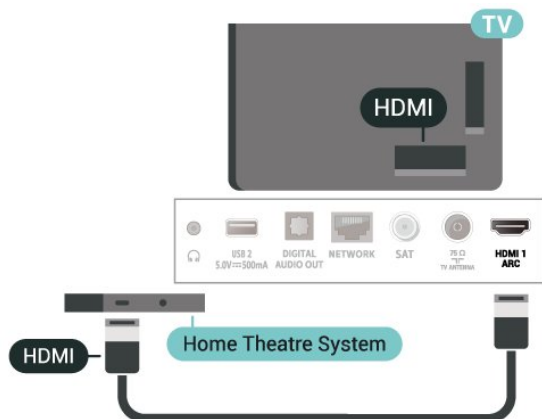 TV
HDMI
USB 2
5.0V⎓500mA
DIGITAL
AUDIO OUT
NETWORK
SAT
75 Ω
TV ANTENNA
HDMI 1
ARC
Home Theatre System
HDMI